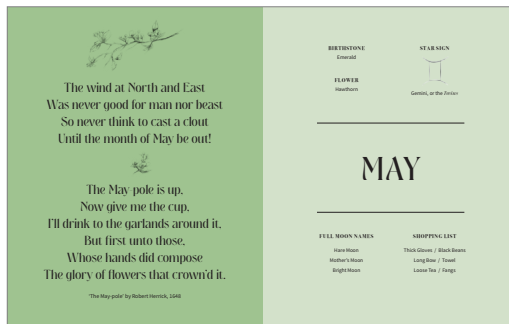 The wind at North and East
Was never good for man nor beast
So never think to cast a clout
Until the month of May be out!
The May-pole is up,
Now give me the cup,
I'll drink to the garlands around it,
But first unto those,
Whose hands did compose
The glory of flowers that crown'd it.
'The May-pole' by Robert Herrick, 1648
BIRTHSTONE
Emerald
FLOWER
Hawthorn
STAR SIGN
Gemini, or the
MAY
FULL MOON NAMES
Hare Moon
Mother's Moon
Bright Moon
SHOPPING LIST
Thick Gloves / Black Beans
Long Bow / Towel
Loose Tea / Fangs